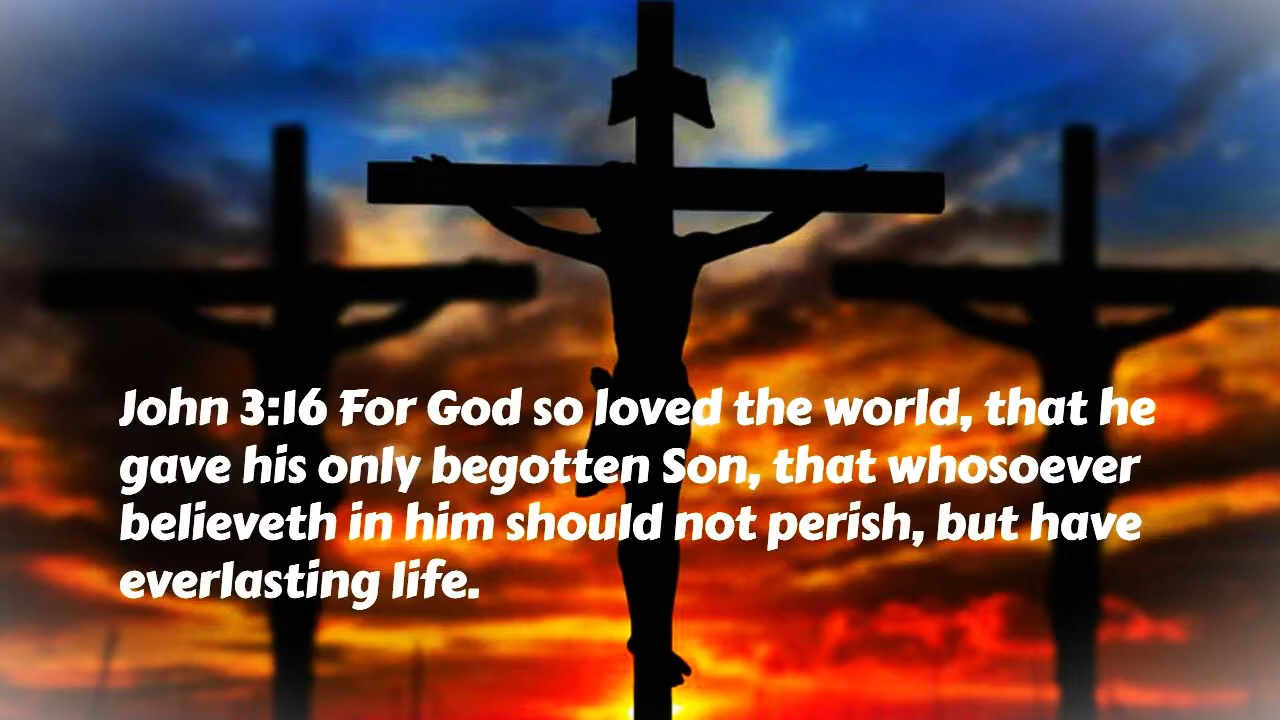 John 3:16 For God so loved the world, that he
gave his only begotten Son, that whosoever
believeth in him should not perish, but have
everlasting life.